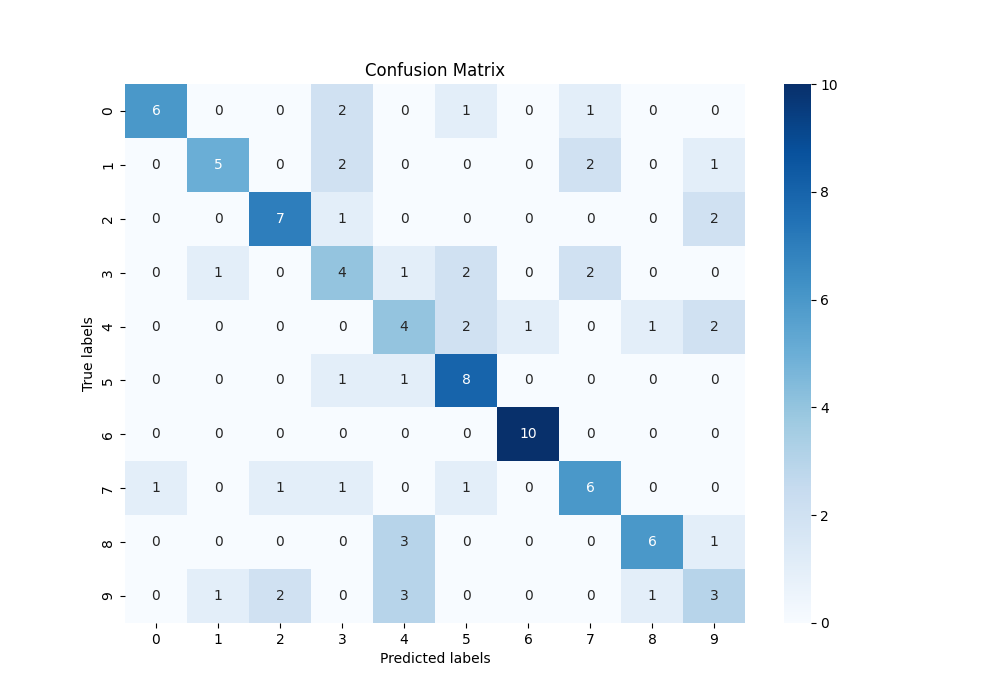 Confusion Matrix
0 6 0 0 2 0 1 0 1 0 0
1 0 5 0 2 0 0 0 2 0 1
2 0 0 7 1 0 0 0 0 0 2
3 0 1 0 4 1 2 0 2 0 0
4 0 0 0 0 4 2 1 0 1 2
5 0 0 0 1 1 8 0 0 0 0
6 0 0 0 0 0 0 10 0 0 0
7 1 0 1 1 0 1 0 6 0 0
8 0 0 0 0 3 0 0 0 6 1
9 0 1 2 0 3 0 0 0 1 3
0 1 2 3 4 5 6 7 8 9
Predicted labels
True labels
10
8
6
4
2
0